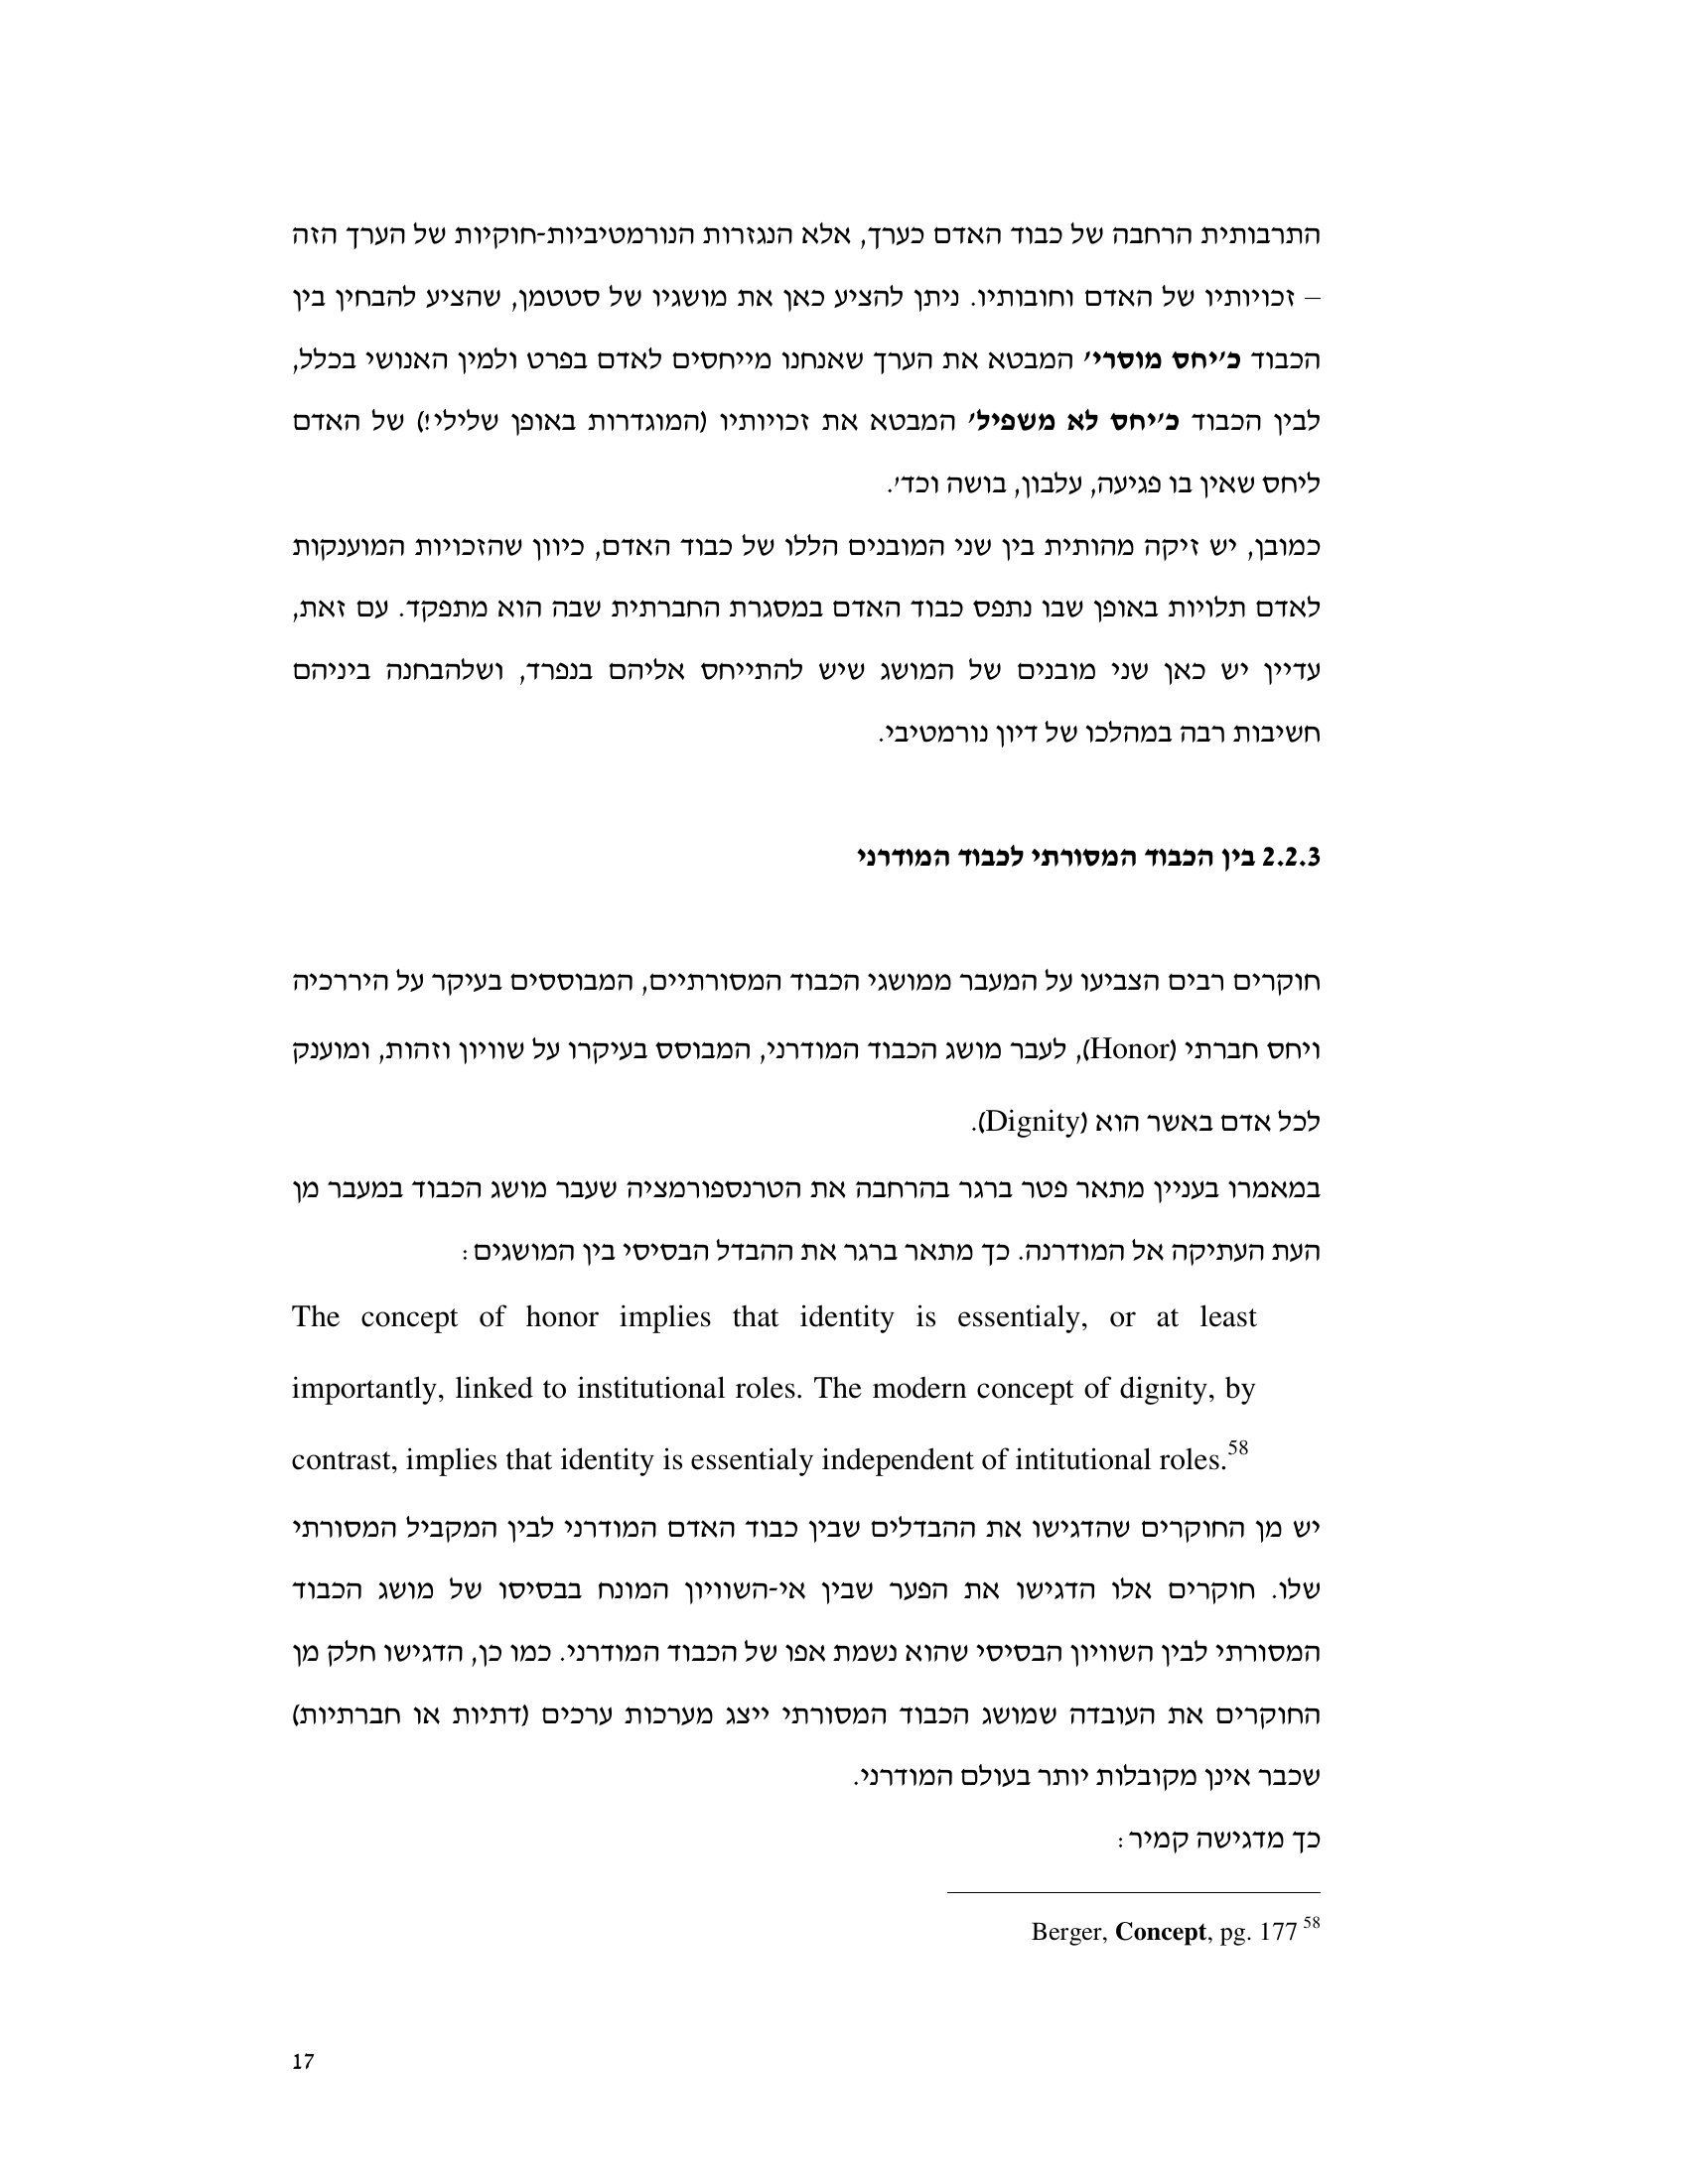 התרבותית הרחבה של כבוד האדם כערך, אלא הנגזרות הנורמטיביות-חוקיות של הערך הזה
– זכויותיו של האדם וחובותיו. ניתן להציע כאן את מושגיו של סטטמן, שהציע להבחין בין
הכבוד כ'יחס מוסרי' המבטא את הערך שאנחנו מייחסים לאדם בפרט ולמין האנושי בכלל,
לבין הכבוד כ'יחס לא משפיל' המבטא את זכויותיו (המוגדרות באופן שלילי!) של האדם
ליחס שאין בו פגיעה, עלבון, בושה וכד'.
כמובן, יש זיקה מהותית בין שני המובנים הללו של כבוד האדם, כיוון שהזכויות המוענקות
לאדם תלויות באופן שבו נתפס כבוד האדם במסגרת החברתית שבה הוא מתפקד. עם זאת,
עדיין יש כאן שני מובנים של המושג שיש להתייחס אליהם בנפרד, ושלהבחנה ביניהם
חשיבות רבה במהלכו של דיון נורמטיבי.
2.2.3 בין הכבוד המסורתי לכבוד המודרני
חוקרים רבים הצביעו על המעבר ממושגי הכבוד המסורתיים, המבוססים בעיקר על היררכיה
ויחס חברתי (Honor), לעבר מושג הכבוד המודרני, המבוסס בעיקרו על שוויון וזהות, ומוענק
לכל אדם באשר הוא (Dignity).
במאמרו בעניין מתאר פטר ברגר בהרחבה את הטרנספורמציה שעבר מושג הכבוד במעבר מן
העת העתיקה אל המודרנה. כך מתאר ברגר את ההבדל הבסיסי בין המושגים:
The concept of honor implies that identity is essentialy, or at least
importantly, linked to institutional roles. The modern concept of dignity, by
contrast, implies that identity is essentialy independent of intitutional roles.58
יש מן החוקרים שהדגישו את ההבדלים שבין כבוד האדם המודרני לבין המקביל המסורתי
שלו. חוקרים אלו הדגישו את הפער שבין אי-השוויון המונח בבסיסו של מושג הכבוד
המסורתי לבין השוויון הבסיסי שהוא נשמת אפו של הכבוד המודרני. כמו כן, הדגישו חלק מן
החוקרים את העובדה שמושג הכבוד המסורתי ייצג מערכות ערכים (דתיות או חברתיות)
שכבר אינן מקובלות יותר בעולם המודרני.
כך מדגישה קמיר:
58 Berger, Concept, pg. 177
17